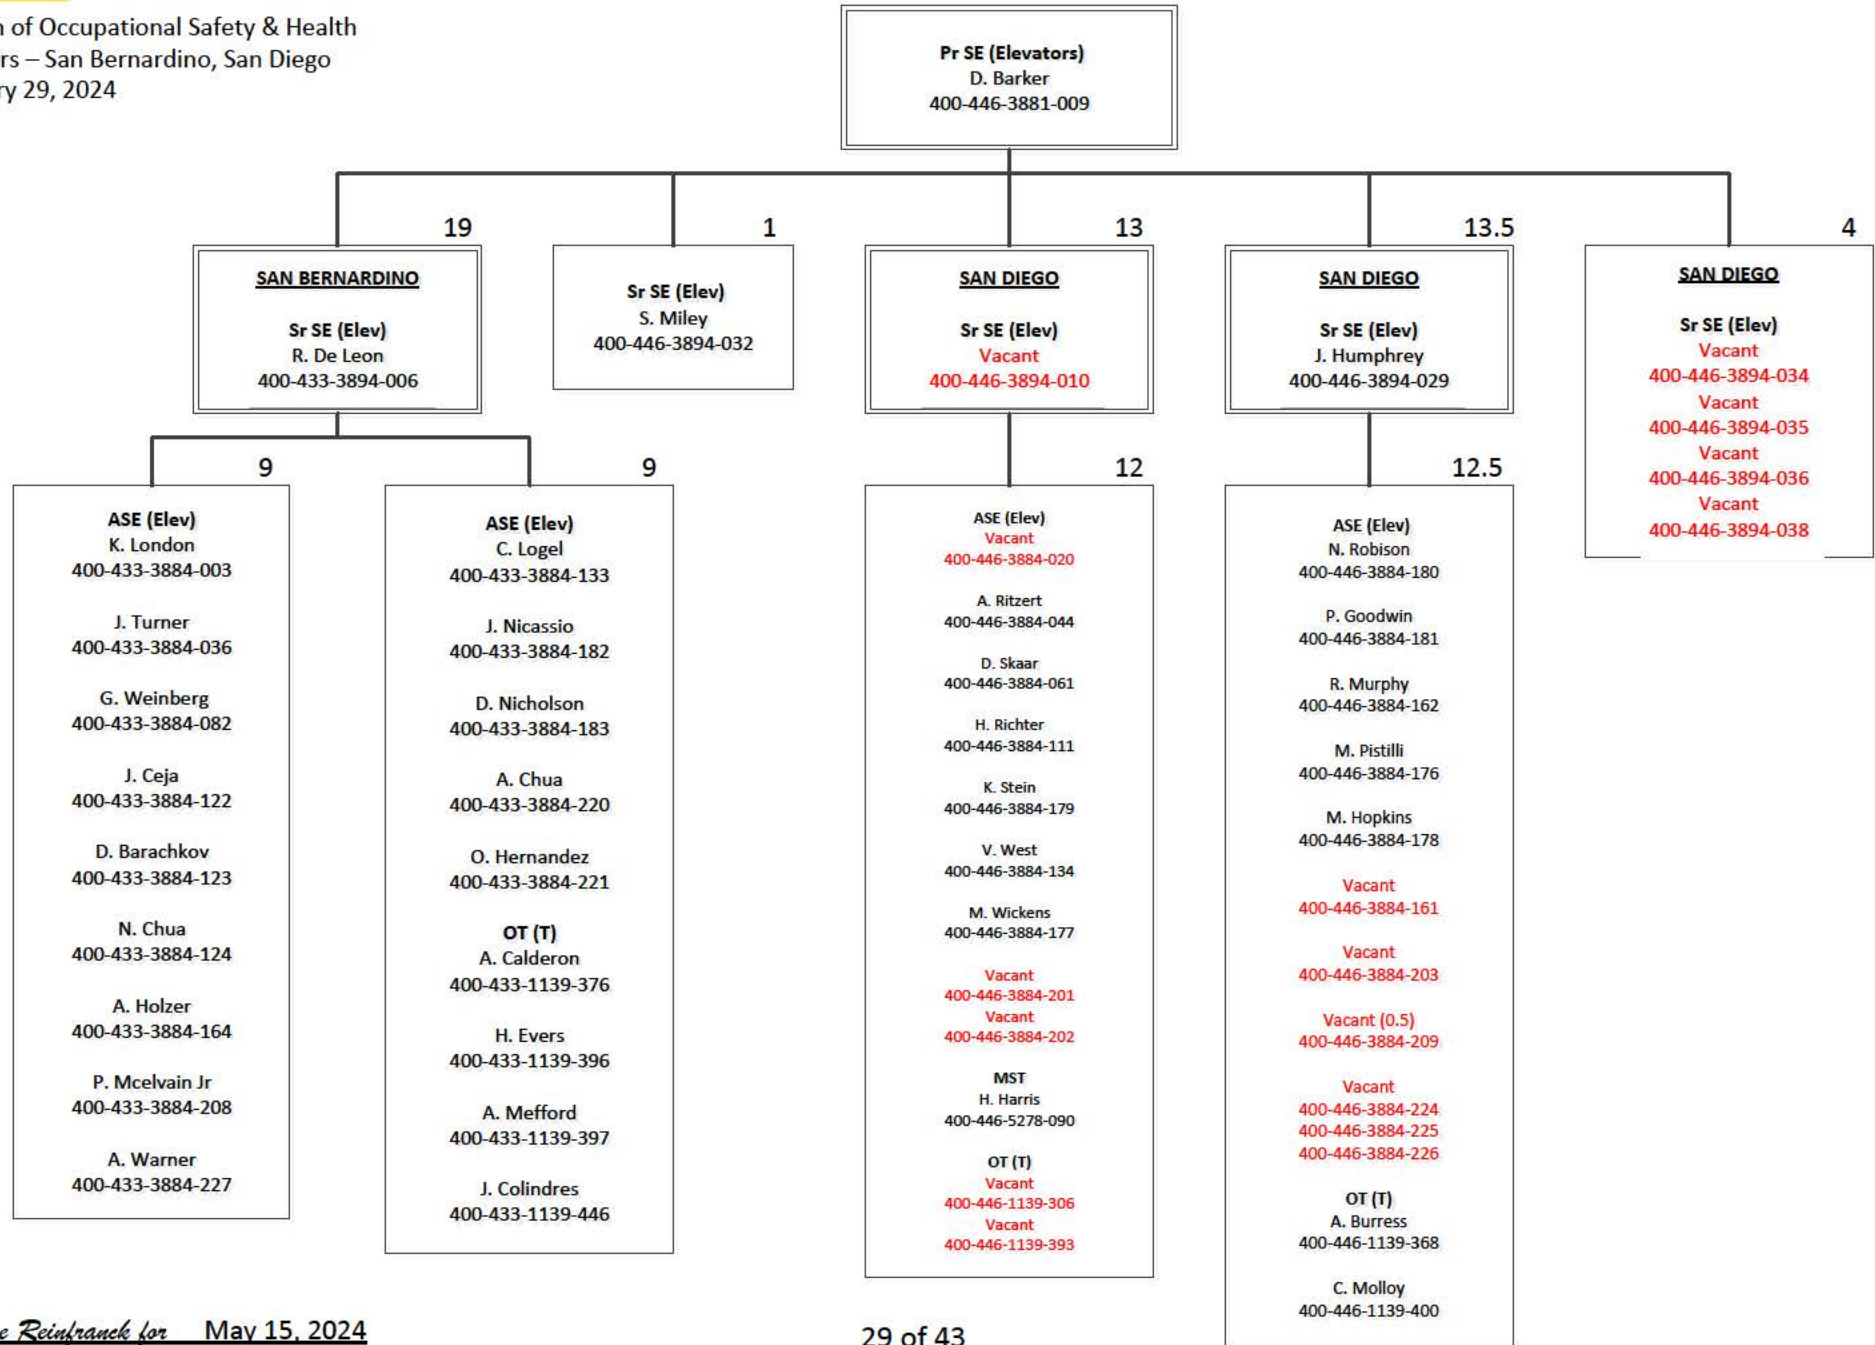 of Occupational Safety & Health
– San Bernardino, San Diego
29, 2024
Pr SE (Elevators)
D. Barker
400-446-3881-009
19
SAN BERNARDINO
Sr SE (Elev)
R. De Leon
400-433-3894-006
1
Sr SE (Elev)
S. Miley
400-446-3894-032
13
SAN DIEGO
Sr SE (Elev)
Vacant
400-446-3894-010
13.5
SAN DIEGO
Sr SE (Elev)
J. Humphrey
400-446-3894-029
4
SAN DIEGO
Sr SE (Elev)
Vacant
400-446-3894-034
Vacant
400-446-3894-035
Vacant
400-446-3894-036
Vacant
400-446-3894-038
9
ASE (Elev)
K. London
400-433-3884-003
J. Turner
400-433-3884-036
G. Weinberg
400-433-3884-082
J. Ceja
400-433-3884-122
D. Barachkov
400-433-3884-123
N. Chua
400-433-3884-124
A. Holzer
400-433-3884-164
P. Mcelvain Jr
400-433-3884-208
A. Warner
400-433-3884-227
9
ASE (Elev)
C. Logel
400-433-3884-133
J. Nicassio
400-433-3884-182
D. Nicholson
400-433-3884-183
A. Chua
400-433-3884-220
O. Hernandez
400-433-3884-221
OT (T)
A. Calderon
400-433-1139-376
H. Evers
400-433-1139-396
A. Mefford
400-433-1139-397
J. Colindres
400-433-1139-446
12
ASE (Elev)
Vacant
400-446-3884-020
A. Ritzert
400-446-3884-044
D. Skaar
400-446-3884-061
H. Richter
400-446-3884-111
K. Stein
400-446-3884-179
V. West
400-446-3884-134
M. Wickens
400-446-3884-177
Vacant
400-446-3884-201
Vacant
400-446-3884-202
MST
H. Harris
400-446-5278-090
OT (T)
Vacant
400-446-1139-306
Vacant
400-446-1139-393
12.5
ASE (Elev)
N. Robison
400-446-3884-180
P. Goodwin
400-446-3884-181
R. Murphy
400-446-3884-162
M. Pistilli
400-446-3884-176
M. Hopkins
400-446-3884-178
Vacant
400-446-3884-161
Vacant
400-446-3884-203
Vacant (0.5)
400-446-3884-209
Vacant
400-446-3884-224
400-446-3884-225
400-446-3884-226
OT (T)
A. Burress
400-446-1139-368
C. Molloy
400-446-1139-400
Reinfranck for May 15, 2024
29 of 43